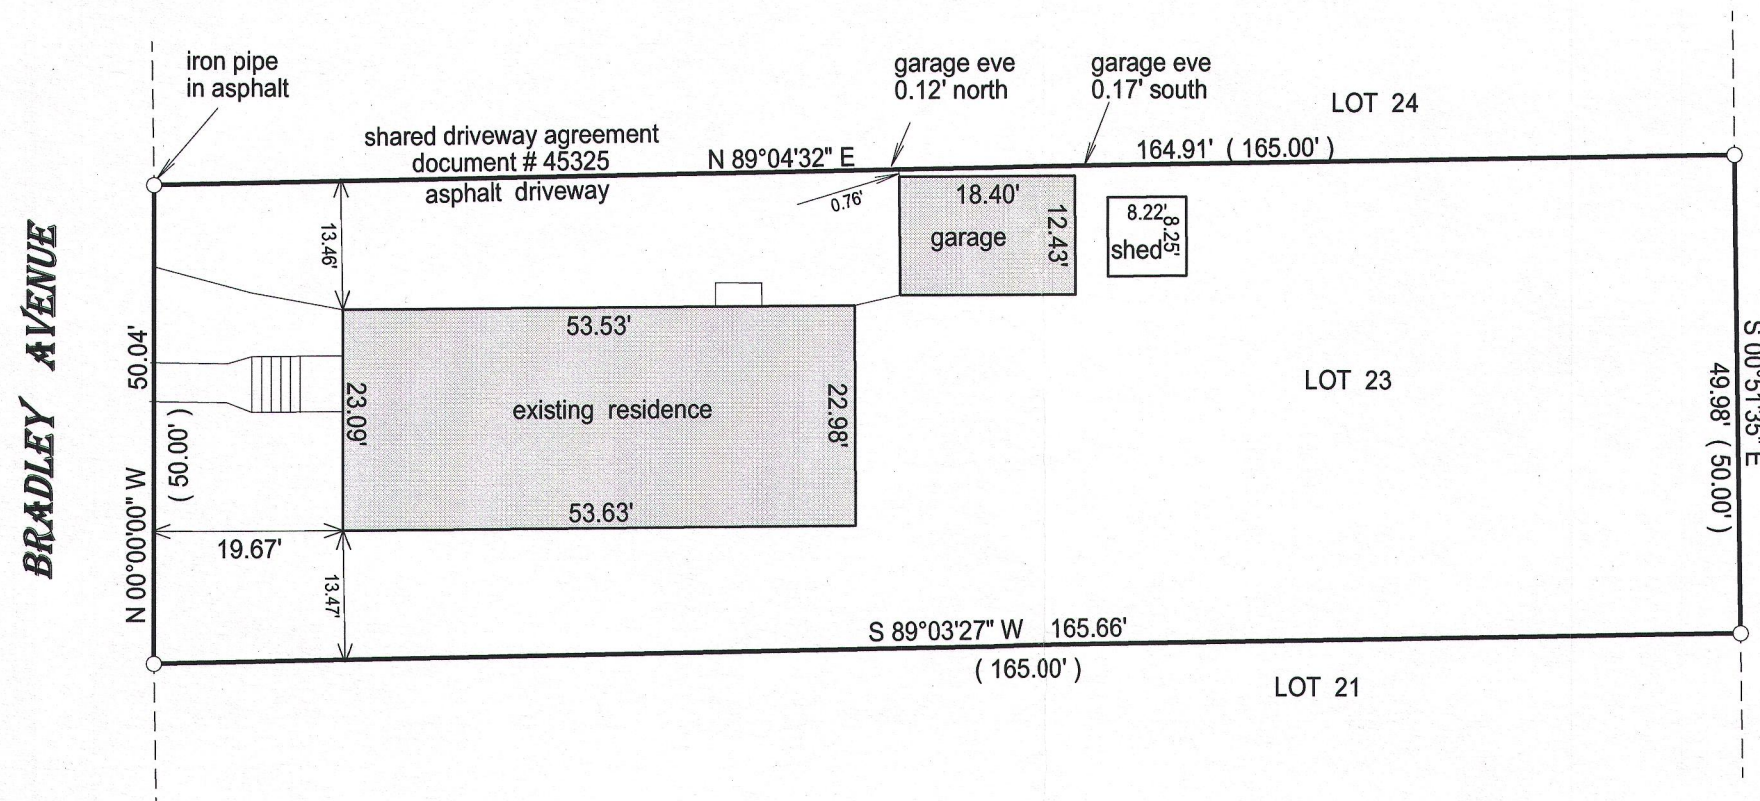 iron pipe
in asphalt
garage eve
0.12' north
garage eve
0.17' south
LOT 24
shared driveway agreement
document # 45325
N 89°04'32" E
164.91' ( 165.00' )
asphalt driveway
0.76'
18.40'
garage
12.43'
8.22'
8.25'
shed
13.46'
BRADLEY AVENUE
N 00°00'00" W 50.04'
( 50.00' )
53.53'
23.09'
existing residence
22.98'
53.63'
LOT 23
S 00°51'35" E
49.98' ( 50.00' )
19.67'
13.47'
S 89°03'27" W 165.66'
( 165.00' )
LOT 21